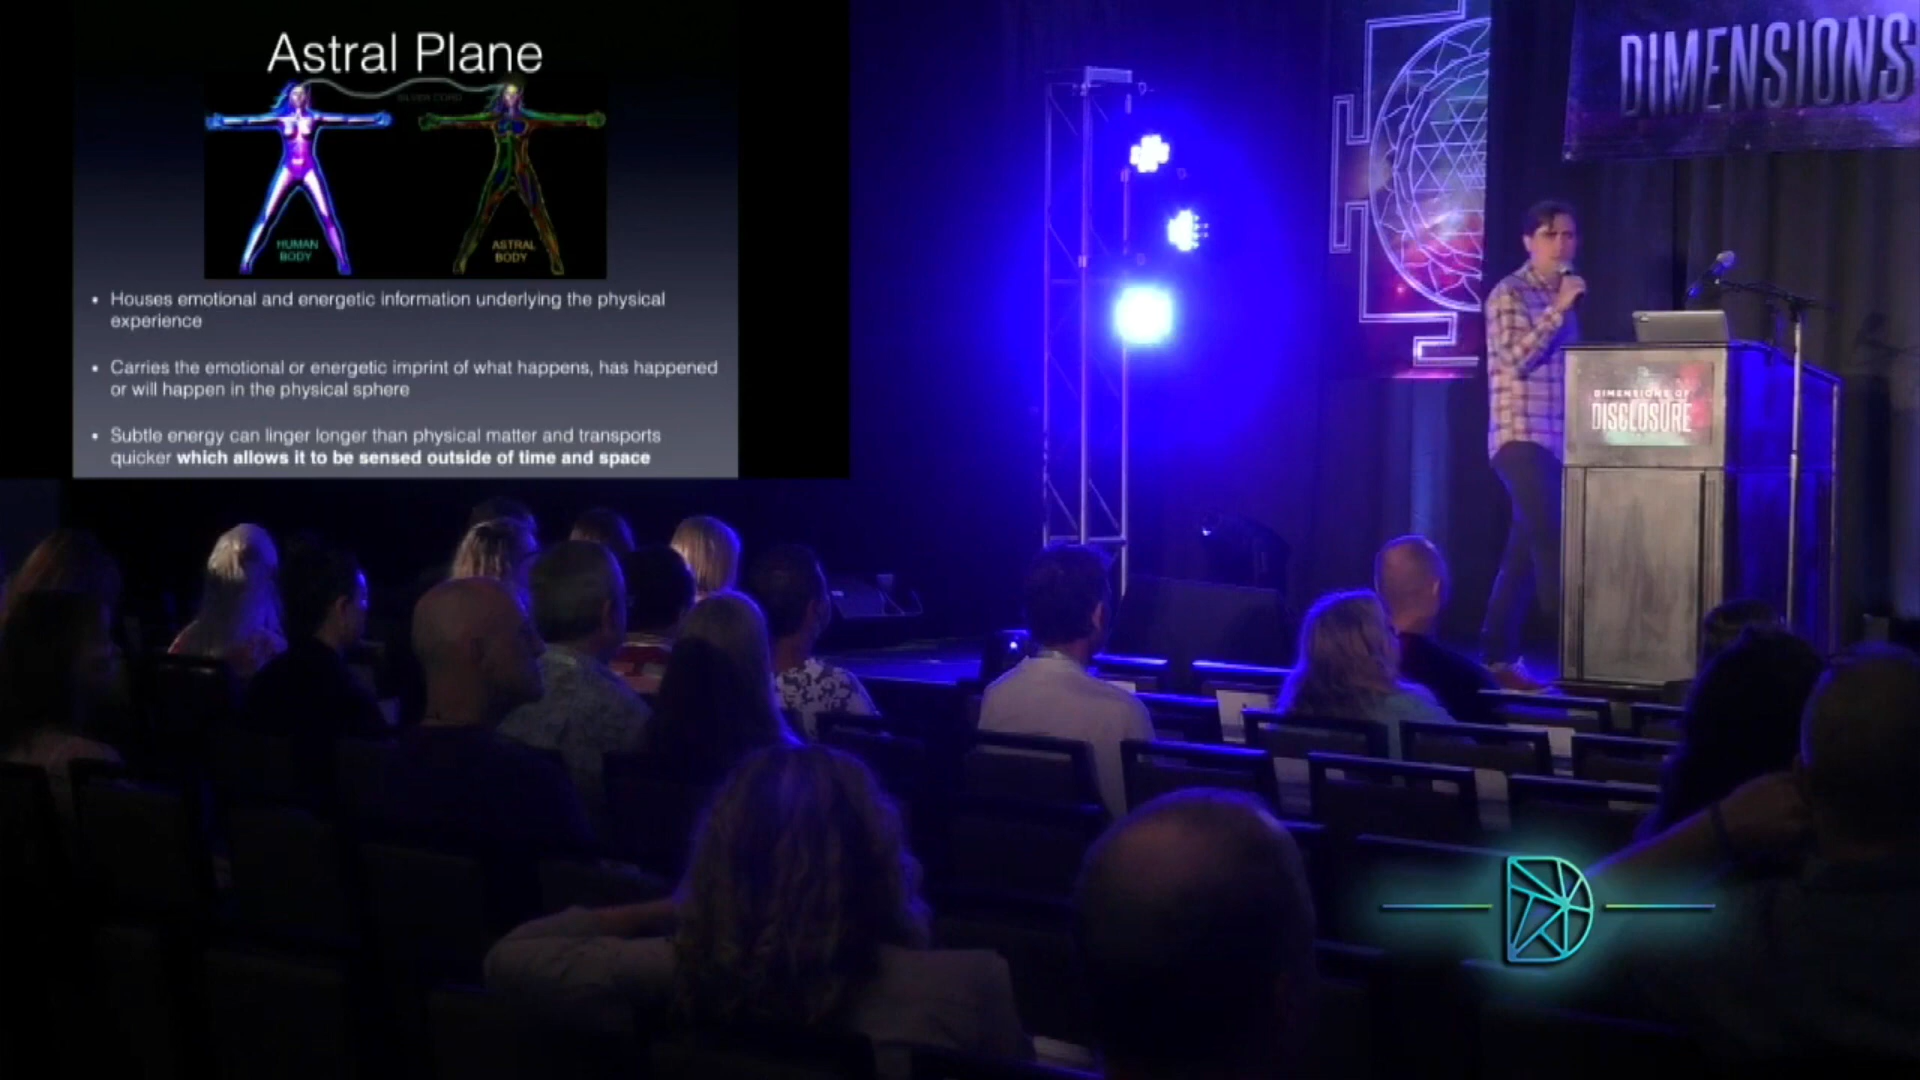 Astral Plane
SILVER CORD
HUMAN
BODY
ASTRAL
BODY
• Houses emotional and energetic information underlying the physical
experience
• Carries the emotional or energetic imprint of what happens, has happened
or will happen in the physical sphere
• Subtle energy can linger longer than physical matter and transports
quicker which allows it to be sensed outside of time and space
DIMENSIONS
DIMENSIONS OF
DISCLOSURE
D